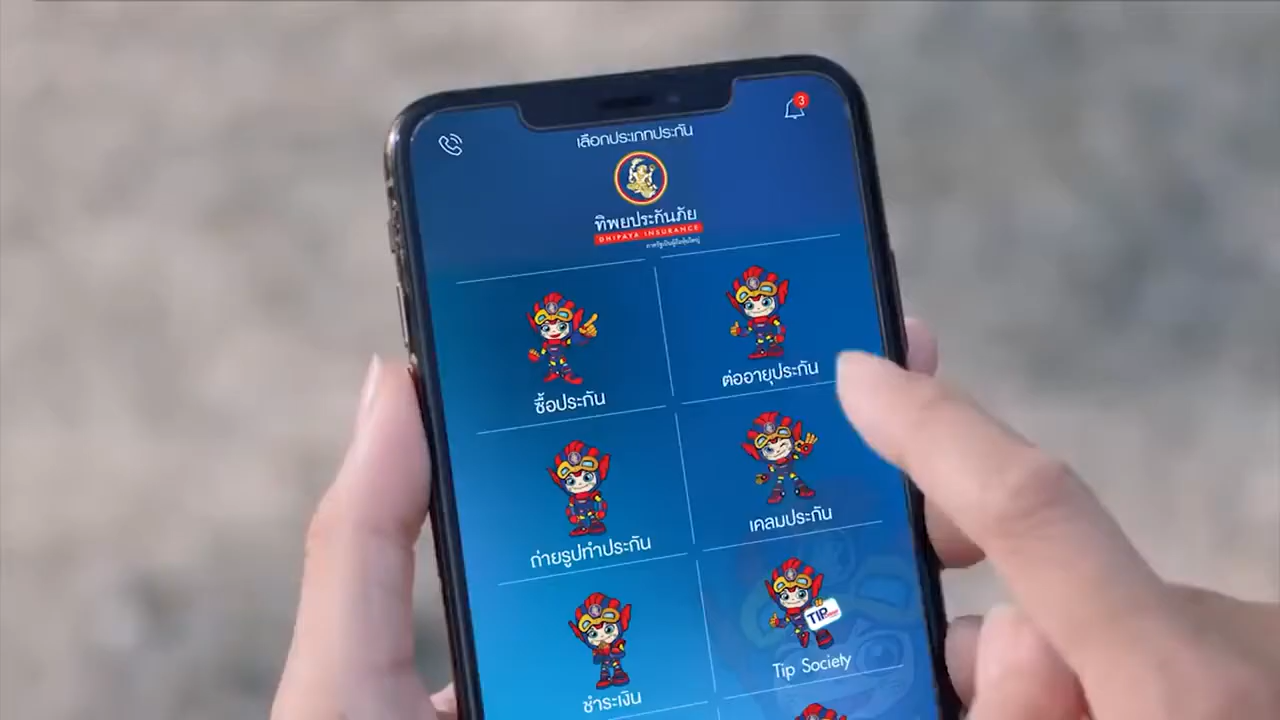 3
เลือกประเภทประกัน
ทิพยประกันภัย
DHIPAYA INSURANCE
ซื้อประกัน
ต่ออายุประกัน
ถ่ายรูปทำประกัน
เคลมประกัน
TIP
ชำระเงิน
Tip Society